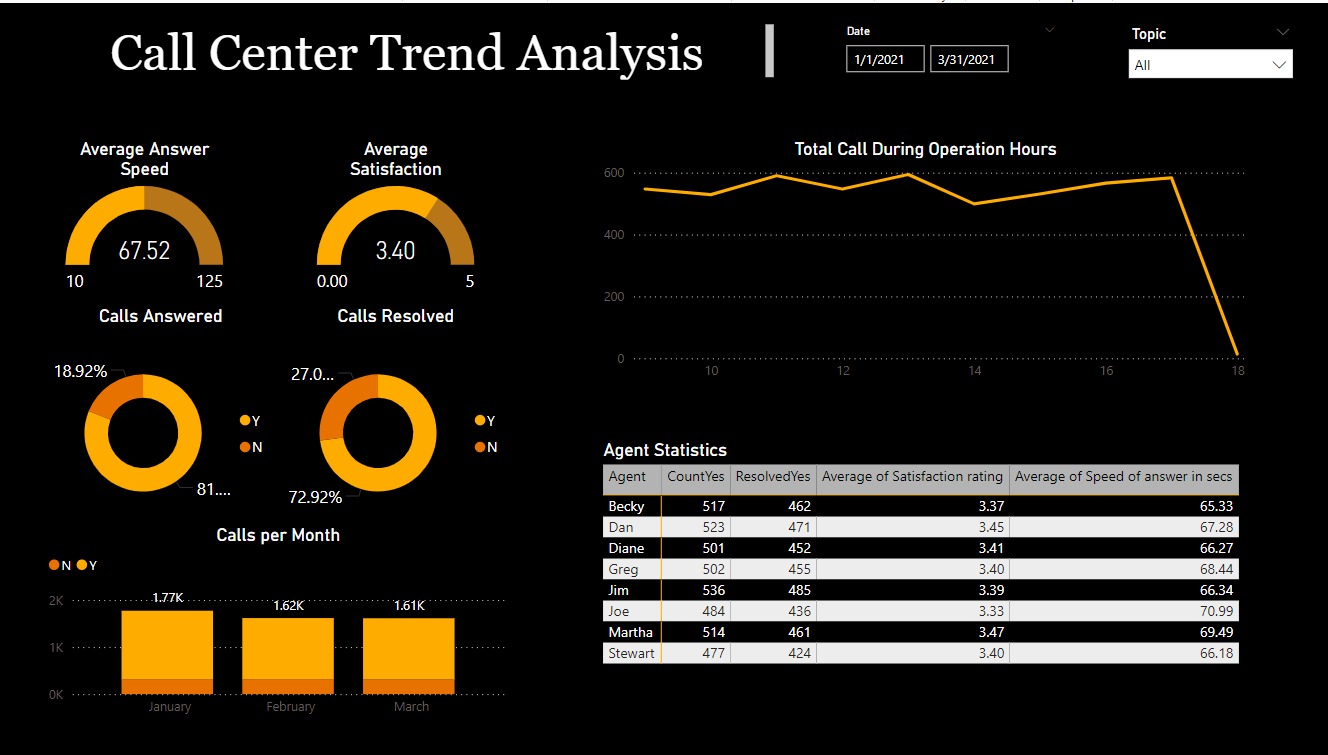 Call Center Trend Analysis
Date
1/1/2021 3/31/2021
Topic
All
Average Answer
Speed
67.52
10 125
Average
Satisfaction
3.40
0.00 5
Total Call During Operation Hours
600
400
200
0
10 12 14 16 18
Calls Answered
18.92%
81....
Y
N
Calls Resolved
27.0...
72.92%
Y
N
Calls per Month
N Y
2K
1K
0K
1.77K 1.62K 1.61K
January February March
Agent Statistics
Agent CountYes ResolvedYes Average of Satisfaction rating Average of Speed of answer in secs
Becky 517 462 3.37 65.33
Dan 523 471 3.45 67.28
Diane 501 452 3.41 66.27
Greg 502 455 3.40 68.44
Jim 536 485 3.39 66.34
Joe 484 436 3.33 70.99
Martha 514 461 3.47 69.49
Stewart 477 424 3.40 66.18